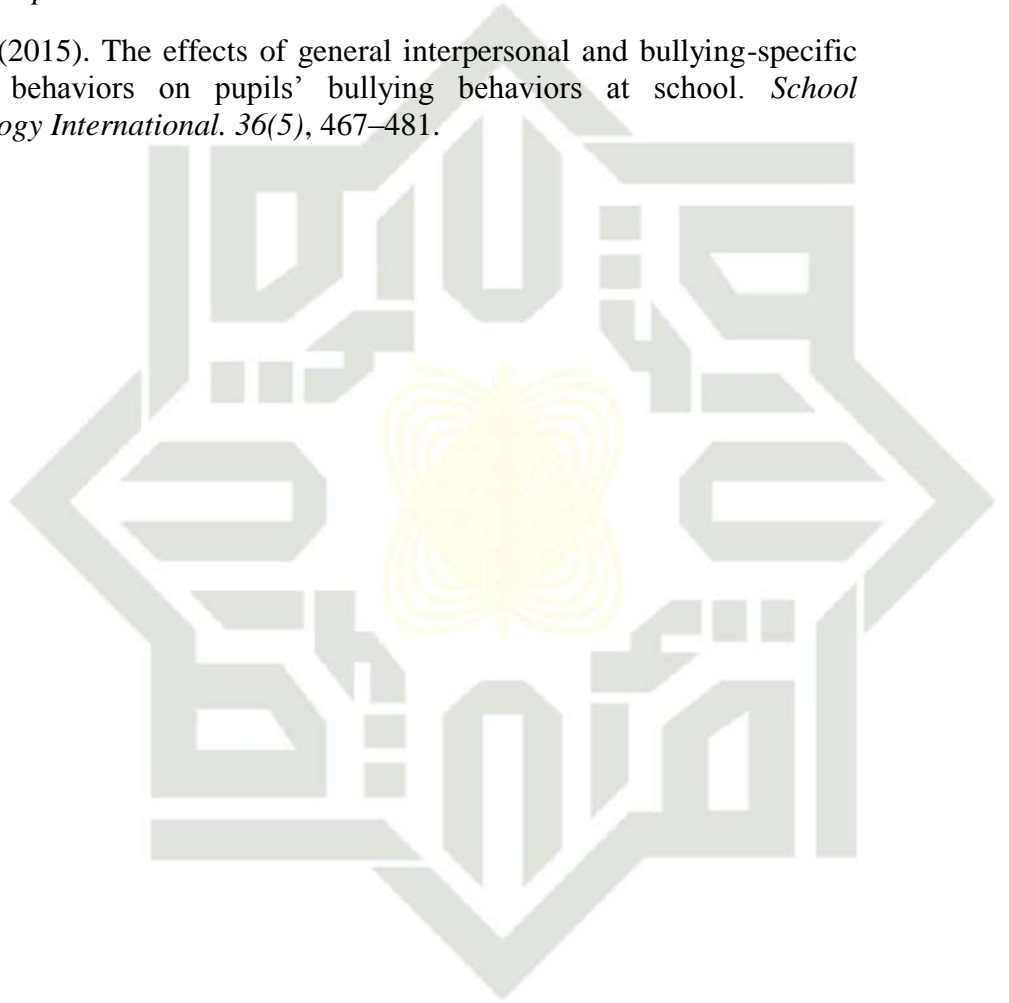 (2015). The effects of general interpersonal and bullying-specific
behaviors on pupils’ bullying behaviors at school. School
ogy International. 36(5), 467–481.